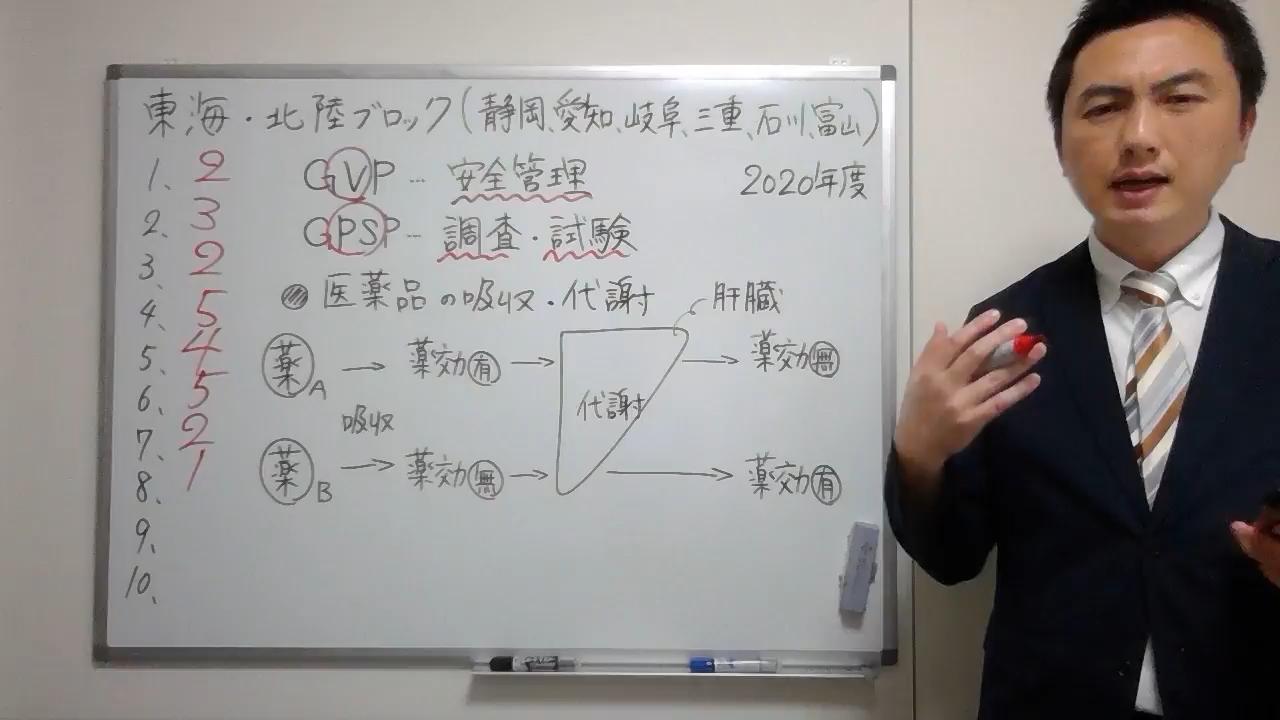 東海・北陸ブロック(静岡、愛知、岐阜、三重、石川、富山)
1、2
GVP… 安全管理
2020年度
2、3
GPSP… 調査・試験
3、2
医薬品の吸収・代謝
肝臓
4、5
5、4
薬A
薬効有
薬効無
6、5
代謝
吸収
7、2
8、1
薬B
薬効無
薬効有
9、
10、